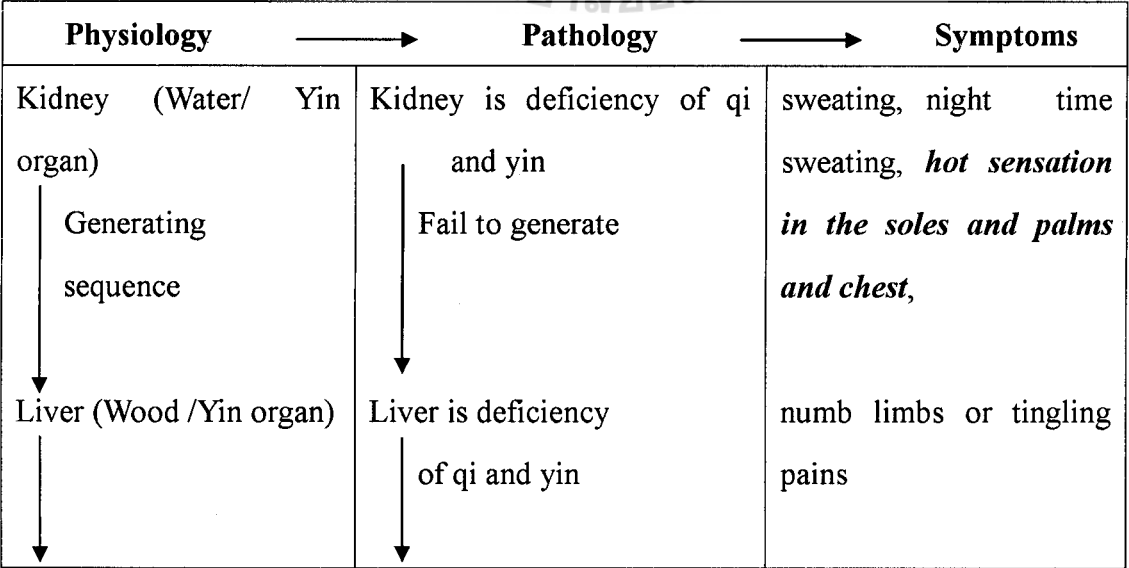 Physiology Pathology Symptoms
Kidney (Water/ Yin
organ)
Generating
sequence
Liver (Wood /Yin organ)
Kidney is deficiency of qi
and yin
Fail to generate
Liver is deficiency
of qi and yin
sweating, night time
sweating, hot sensation
in the soles and palms
and chest,
numb limbs or tingling
pains